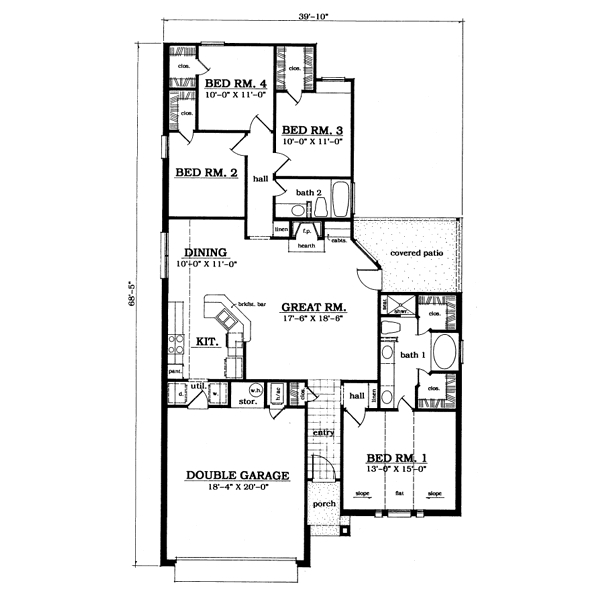 39'-10"
clos.
BED RM. 4
10'-0" X 11'-0"
clos.
clos.
BED RM. 3
10'-0" X 11'-0"
BED RM. 2
hall
bath 2
linen
f.p.
hearth
cabts.
covered patio
DINING
10'-0" X 11'-0"
68'-5"
brkft. bar
GREAT RM.
17'-6" X 18'-6"
KIT.
pant.
seat
shwr.
clos.
bath 1
clos.
util.
d.
w.
w.h.
stor.
h/ac
clos.
hall
linen
entry
BED RM. 1
13'-0" X 15'-0"
slope
flat
slope
DOUBLE GARAGE
18'-4" X 20'-0"
porch